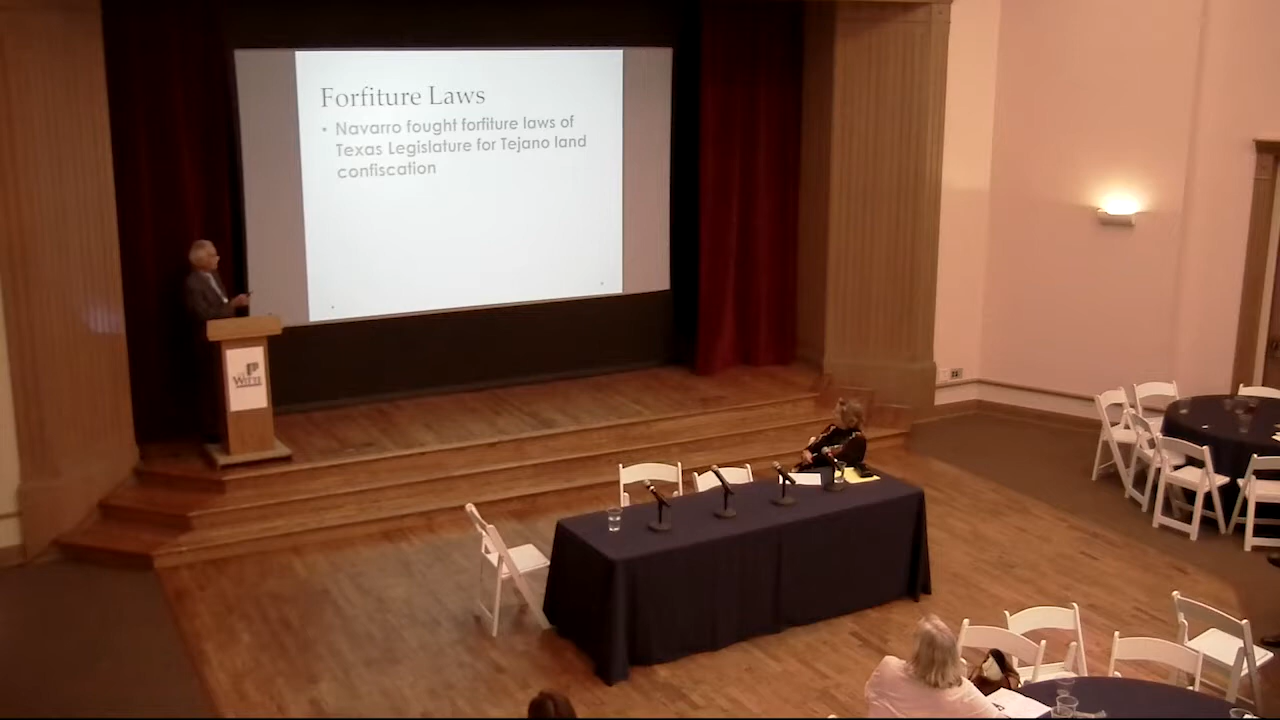 Forfiture Laws
• Navarro fought forfiture laws of
Texas Legislature for Tejano land
confiscation
WITTE